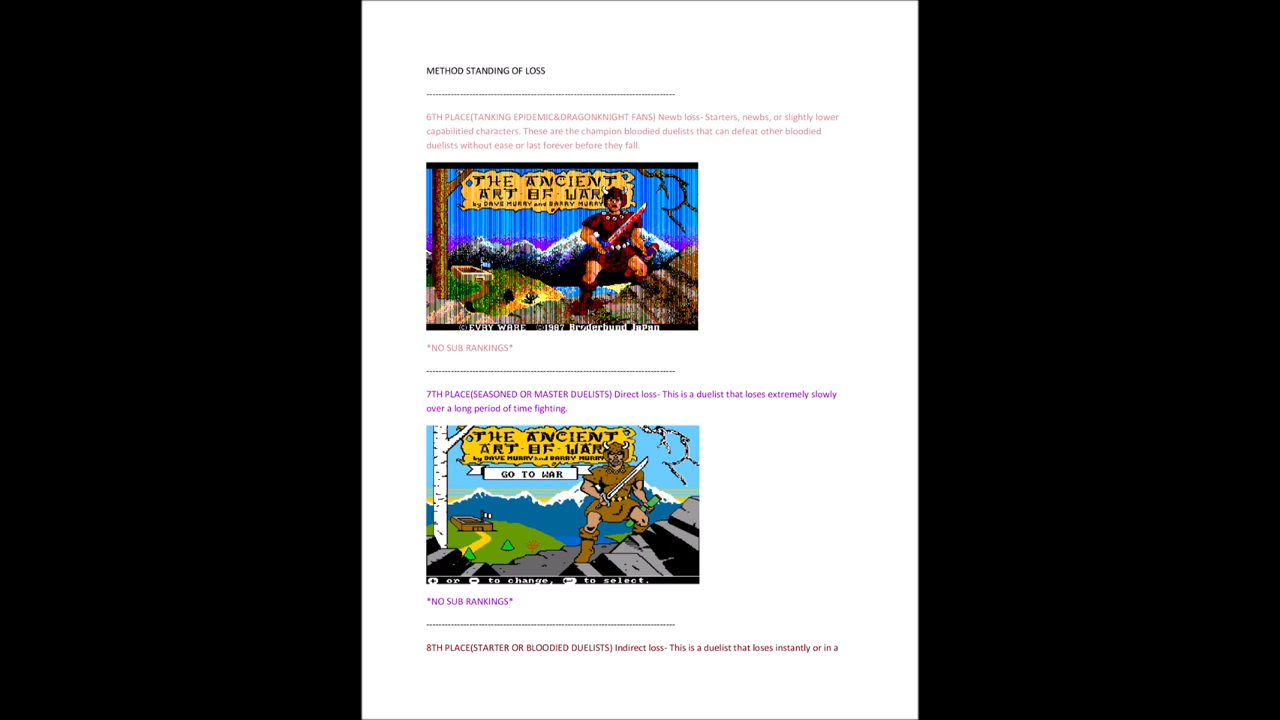 METHOD STANDING OF LOSS
--------------------------------------------------------------------------------
6TH PLACE(TANKING EPIDEMIC&DRAGONKNIGHT FANS) Newb loss- Starters, newbs, or slightly lower
capabilitied characters. These are the champion bloodied duelists that can defeat other bloodied
duelists without ease or last forever before they fall.
THE ANCIENT
ART OF WAR
by DAVE MURRY and BARRY MURRY
©EVRY WARE ©1987 Brøderbund Japan
*NO SUB RANKINGS*
--------------------------------------------------------------------------------
7TH PLACE(SEASONED OR MASTER DUELISTS) Direct loss- This is a duelist that loses extremely slowly
over a long period of time fighting.
THE ANCIENT
ART OF WAR
by DAVE MURRY and BARRY MURRY
GO TO WAR
+ or - to change, ↵ to select.
*NO SUB RANKINGS*
--------------------------------------------------------------------------------
8TH PLACE(STARTER OR BLOODIED DUELISTS) Indirect loss- This is a duelist that loses instantly or in a